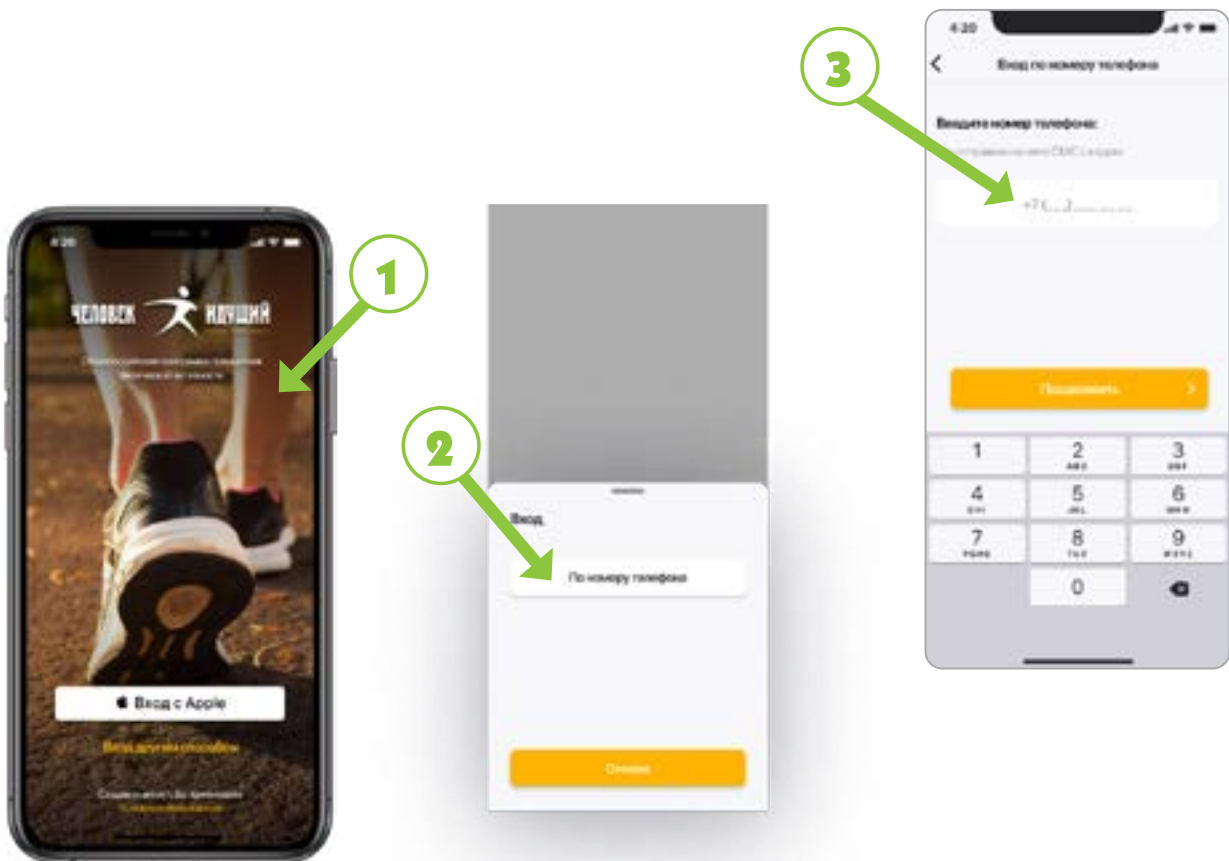 1
4:20
ЧЕЛОВЕК ИДУЩИЙ
Вход с Apple
Вход другим способом
2
Вход
По номеру телефона
Отмена
3
4:20
Вход по номеру телефона
Введите номер телефона:
+7 (_ _) _ _ _ _ _ _ _
Продолжить
1 2 3
ABC DEF
4 5 6
GHI JKL MNO
7 8 9
PQRS TUV WXYZ
0